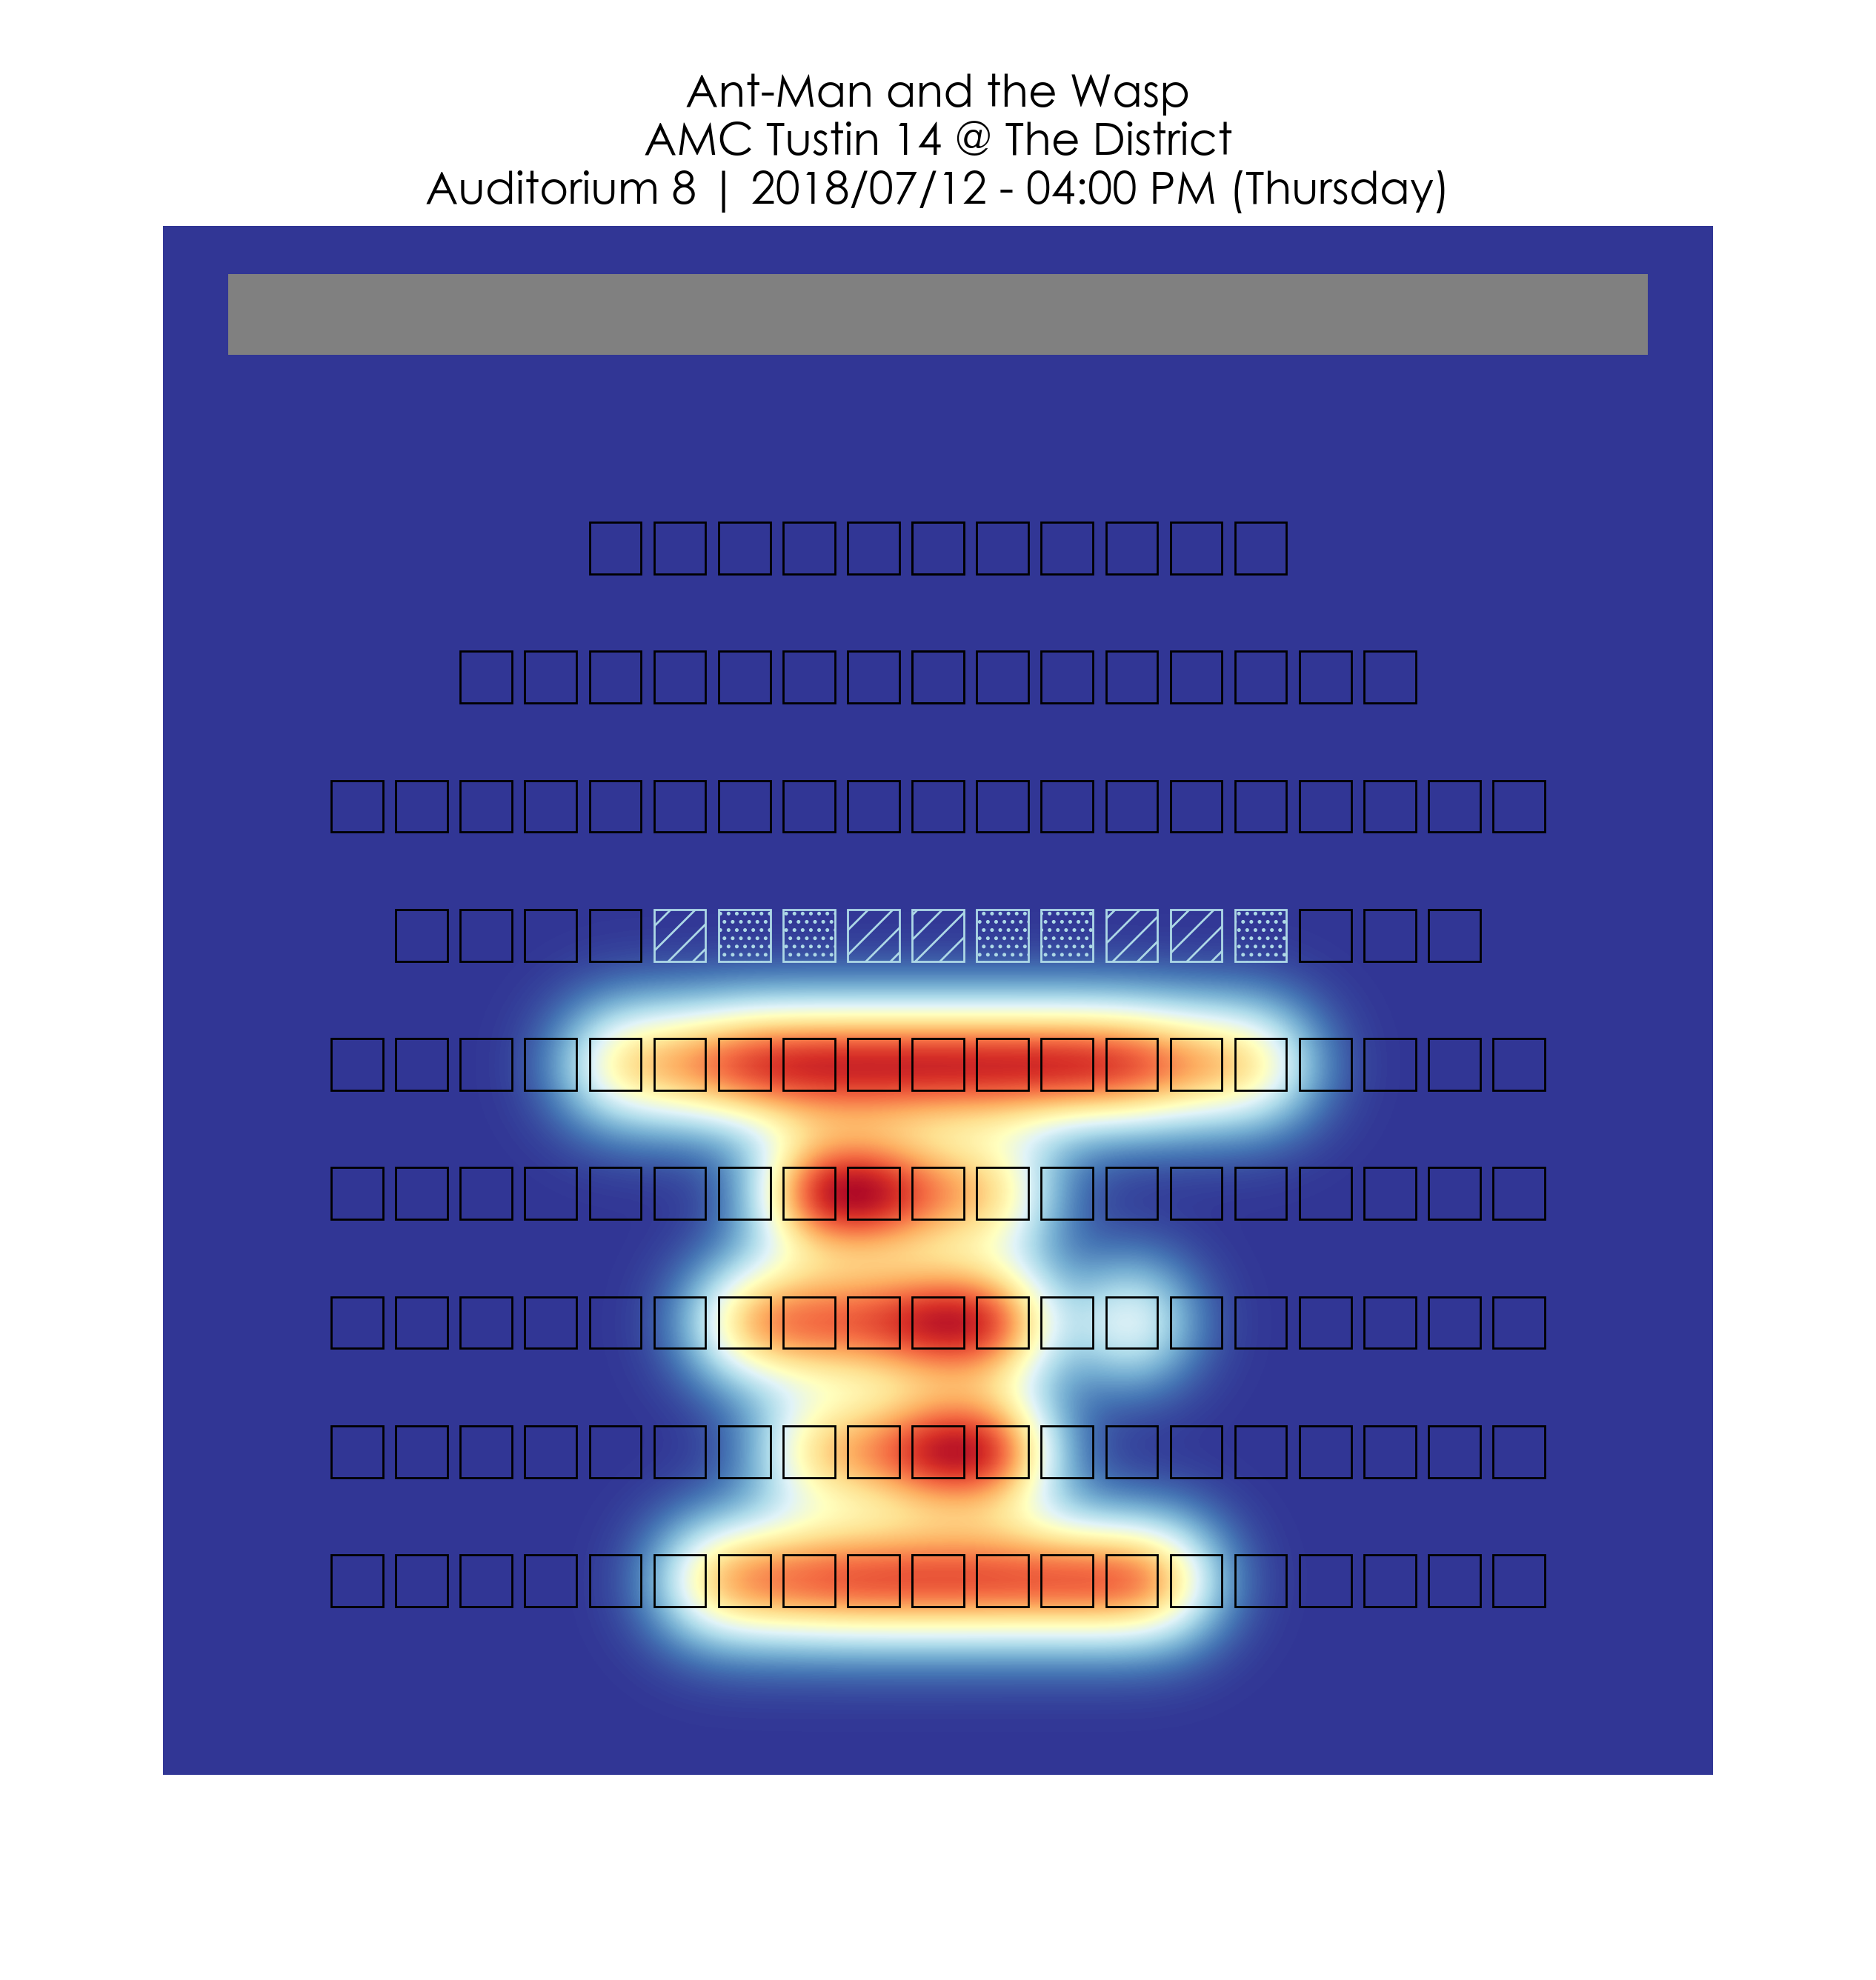 Ant-Man and the Wasp
AMC Tustin 14 @ The District
Auditorium 8 | 2018/07/12 - 04:00 PM (Thursday)